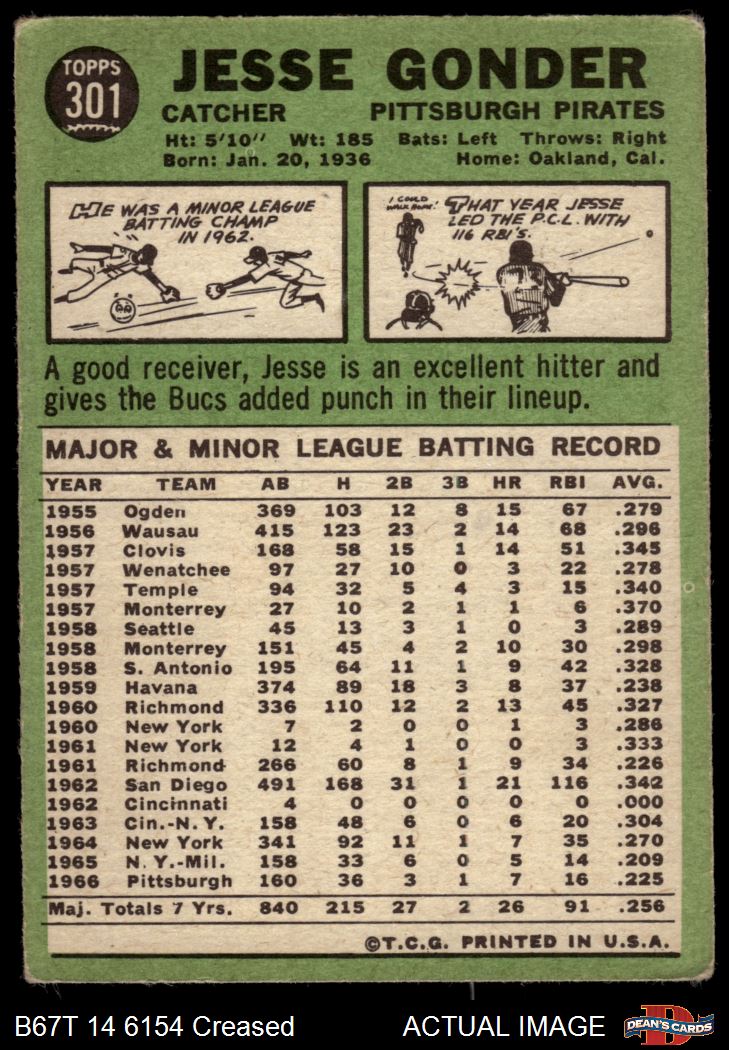 TOPPS
301
JESSE GONDER
CATCHER PITTSBURGH PIRATES
Ht: 5'10" Wt: 185 Bats: Left Throws: Right
Born: Jan. 20, 1936 Home: Oakland, Cal.
HE WAS A MINOR LEAGUE
BATTING CHAMP
IN 1962.
I COULD
WALK HOME!
THAT YEAR JESSE
LED THE P.C.L. WITH
116 RBI'S.
A good receiver, Jesse is an excellent hitter and
gives the Bucs added punch in their lineup.
MAJOR & MINOR LEAGUE BATTING RECORD
YEAR TEAM AB H 2B 3B HR RBI AVG.
1955 Ogden 369 103 12 8 15 67 .279
1956 Wausau 415 123 23 2 14 68 .296
1957 Clovis 168 58 15 1 14 51 .345
1957 Wenatchee 97 27 10 0 3 22 .278
1957 Temple 94 32 5 4 3 15 .340
1957 Monterrey 27 10 2 1 1 6 .370
1958 Seattle 45 13 3 1 0 3 .289
1958 Monterrey 151 45 4 2 10 30 .298
1958 S. Antonio 195 64 11 1 9 42 .328
1959 Havana 374 89 18 3 8 37 .238
1960 Richmond 336 110 12 2 13 45 .327
1960 New York 7 2 0 0 1 3 .286
1961 New York 12 4 1 0 0 3 .333
1961 Richmond 266 60 8 1 9 34 .226
1962 San Diego 491 168 31 1 21 116 .342
1962 Cincinnati 4 0 0 0 0 0 .000
1963 Cin.-N.Y. 158 48 6 0 6 20 .304
1964 New York 341 92 11 1 7 35 .270
1965 N.Y.-Mil. 158 33 6 0 5 14 .209
1966 Pittsburgh 160 36 3 1 7 16 .225
Maj. Totals 7 Yrs. 840 215 27 2 26 91 .256
©T.C.G. PRINTED IN U.S.A.
B67T 14 6154 Creased ACTUAL IMAGE
DEAN'S CARDS